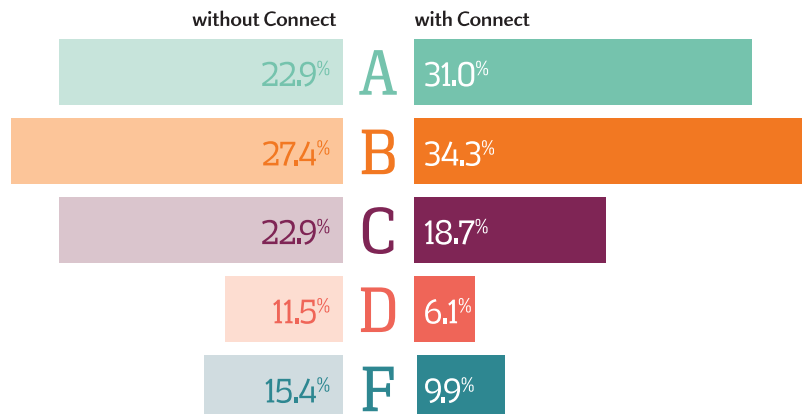 without Connect with Connect
22.9% A 31.0%
27.4% B 34.3%
22.9% C 18.7%
11.5% D 6.1%
15.4% F 9.9%